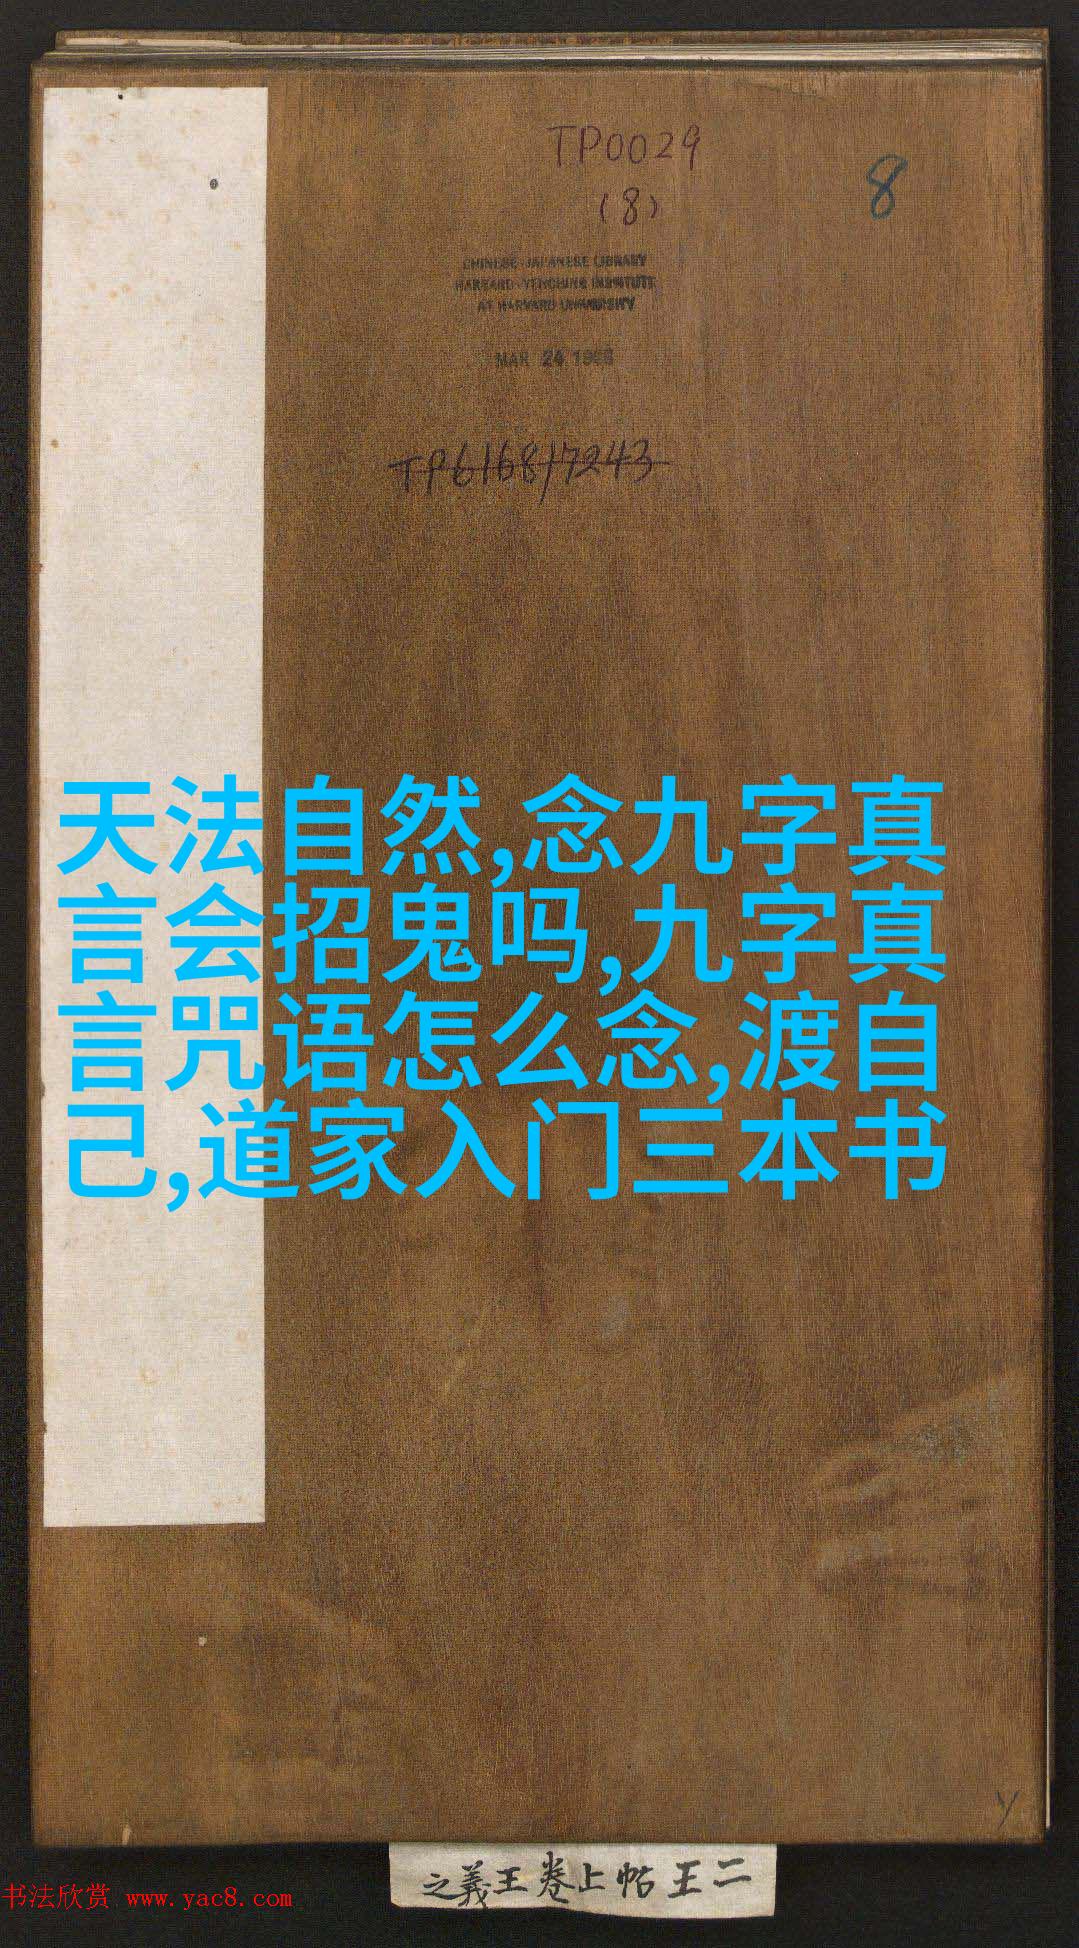 TP0029
(8)
8
CHINESE-JAPANESE LIBRARY
HARVARD-YENCHING INSTITUTE
AT HARVARD UNIVERSITY
MAR 24 19
TP6168/7243
天法自然,念九字真
言会招鬼吗,九字真
言咒语怎么念,渡自
己,道家入门三本书
二王帖上卷王羲之
书法欣赏 www.yac8.com